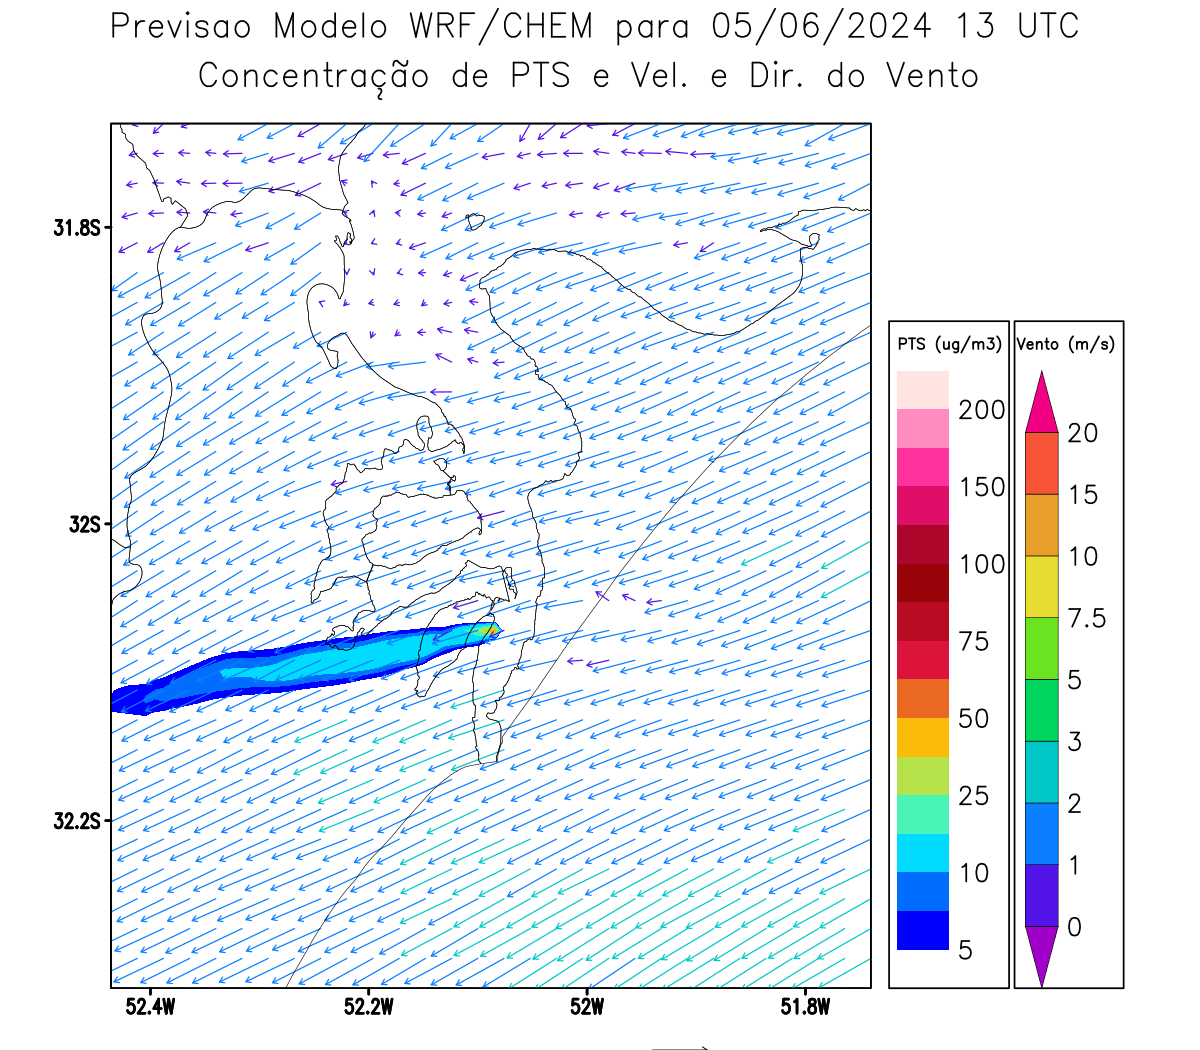 Previsao Modelo WRF/CHEM para 05/06/2024 13 UTC
Concentração de PTS e Vel. e Dir. do Vento
31.8S
32S
32.2S
52.4W 52.2W 52W 51.8W
PTS (ug/m3)
200
150
100
75
50
25
10
5
Vento (m/s)
20
15
10
7.5
5
3
2
1
0